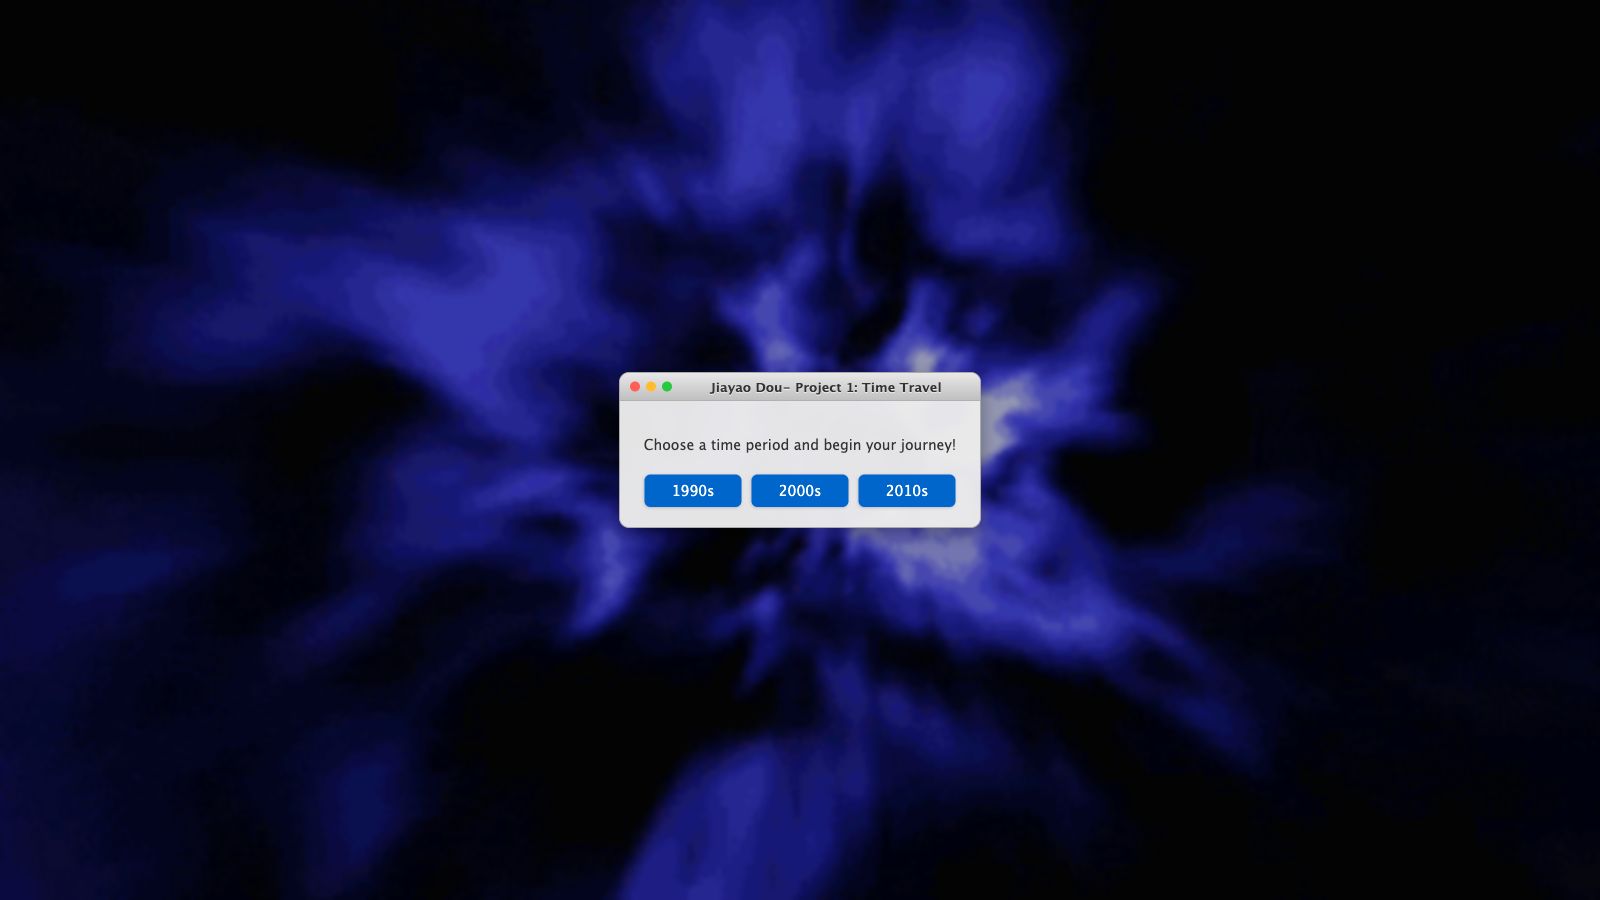 Jiayao Dou- Project 1: Time Travel
Choose a time period and begin your journey!
1990s 2000s 2010s